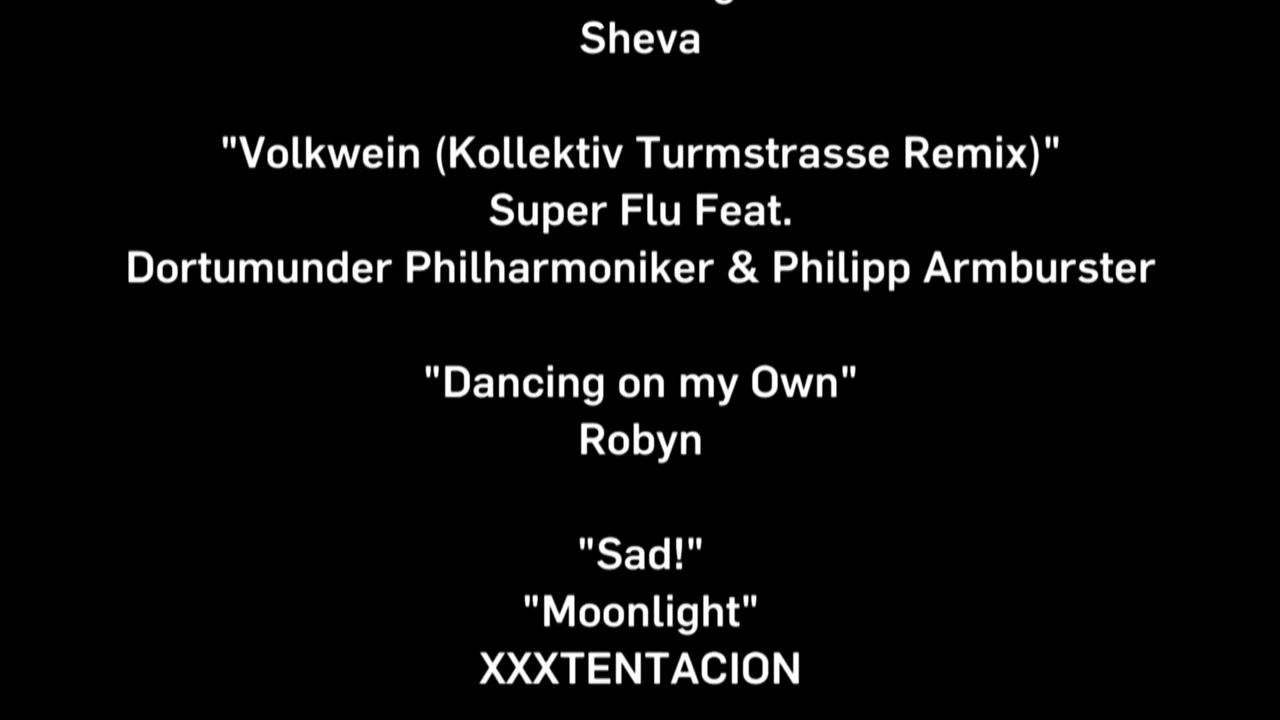 Sheva
"Volkwein (Kollektiv Turmstrasse Remix)"
Super Flu Feat.
Dortumunder Philharmoniker & Philipp Armburster
"Dancing on my Own"
Robyn
"Sad!"
"Moonlight"
XXXTENTACION